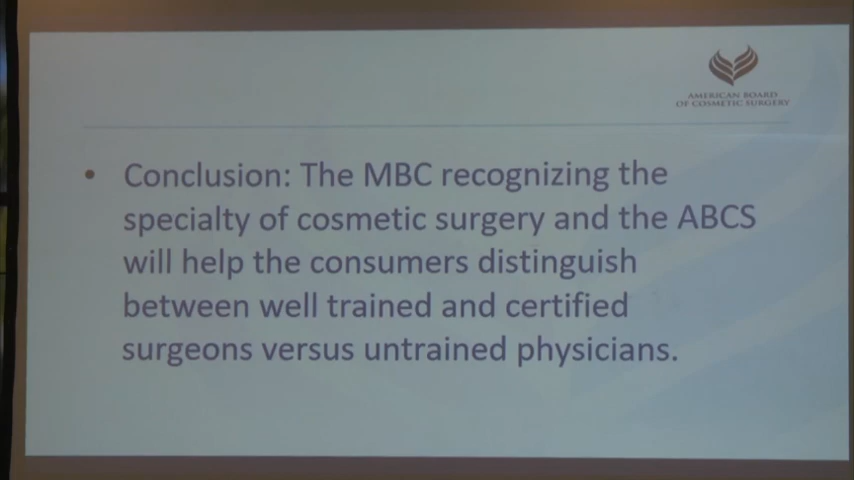 AMERICAN BOARD
OF COSMETIC SURGERY
• Conclusion: The MBC recognizing the
specialty of cosmetic surgery and the ABCS
will help the consumers distinguish
between well trained and certified
surgeons versus untrained physicians.